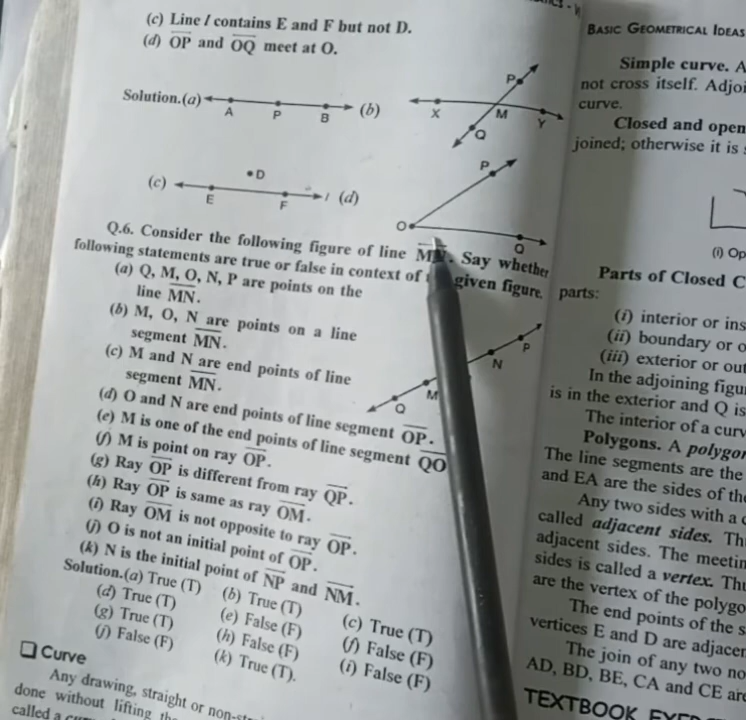 (c) Line l contains E and F but not D.
(d) OP and OQ meet at O.
Solution.(a)
A P B
(b)
P
X M Y
Q
(c)
•D
E F l
(d)
P
O
Q
Q.6. Consider the following figure of line MN. Say whether
following statements are true or false in context of given figure.
(a) Q, M, O, N, P are points on the
line MN.
(b) M, O, N are points on a line
segment MN.
(c) M and N are end points of line
segment MN.
(d) O and N are end points of line segment OP.
(e) M is one of the end points of line segment QO
(f) M is point on ray OP.
(g) Ray OP is different from ray QP.
(h) Ray OP is same as ray OM.
(i) Ray OM is not opposite to ray OP.
(j) O is not an initial point of OP.
(k) N is the initial point of NP and NM.
Q M N P
Solution.(a) True (T) (b) True (T) (c) True (T)
(d) True (T) (e) False (F) (f) False (F)
(g) True (T) (h) False (F) (i) False (F)
(j) False (F) (k) True (T).
❑ Curve
Any drawing, straight or
done without lifting
called a
BASIC GEOMETRICAL IDEAS
Simple curve. A
not cross itself. Adjoi
curve.
Closed and open
joined; otherwise it is
(i) Op
Parts of Closed C
parts:
(i) interior or ins
(ii) boundary or
(iii) exterior or
In the adjoining figu
is in the exterior and Q is
The interior of a curv
Polygons. A polygon
The line segments are the
and EA are the sides of the
Any two sides with a
called adjacent sides. Th
adjacent sides. The meetin
sides is called a vertex. Thu
are the vertex of the polygo
The end points of the s
vertices E and D are adjacen
The join of any two no
AD, BD, BE, CA and CE are
TEXTBOOK